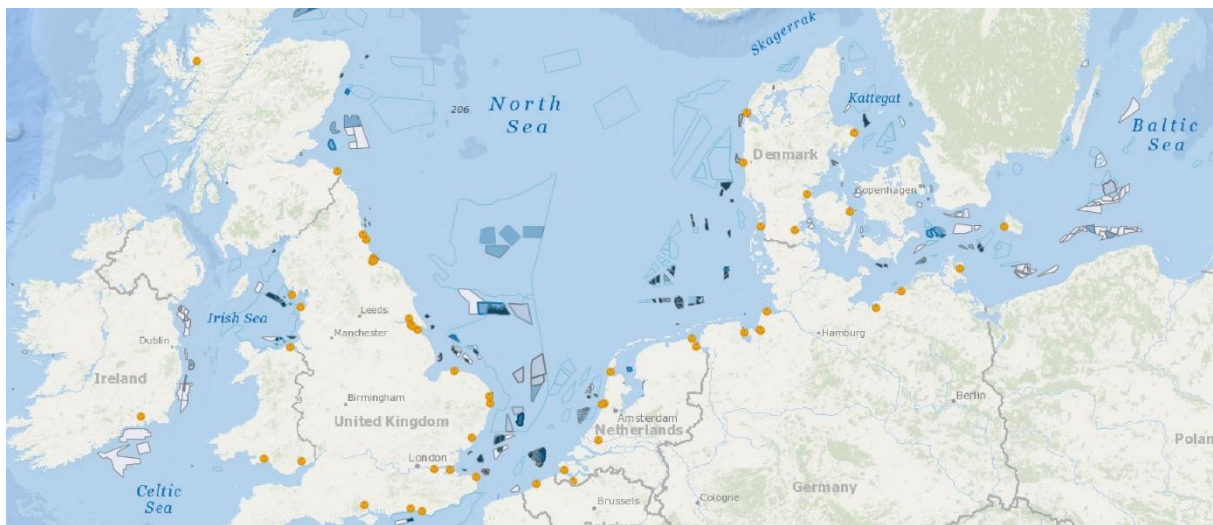 Skagerrak
North
Sea
206
Kattegat
Baltic
Sea
Denmark
Copenhagen
Irish Sea
Leeds
Manchester
Dublin
Ireland
Hamburg
Birmingham
United Kingdom
Amsterdam
Netherlands
Berlin
Polan
London
Celtic
Sea
Brussels
Cologne
Germany